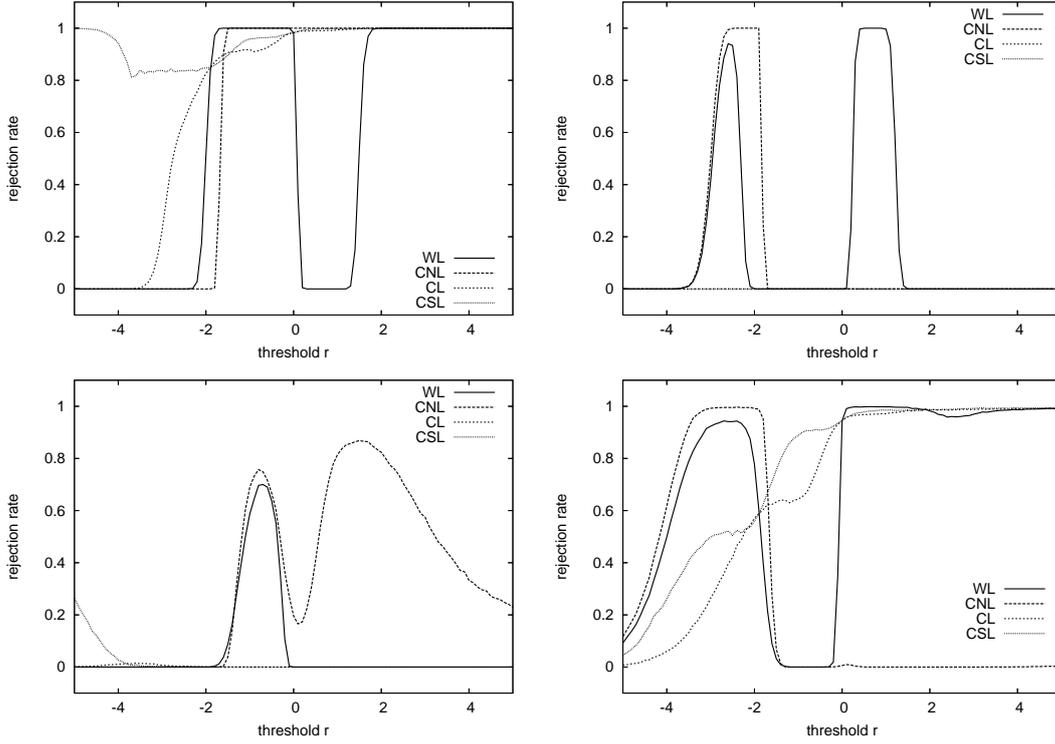 1
0.8
0.6
0.4
0.2
0
rejection rate
WL
CNL
CL
CSL
-4 -2 0 2 4
threshold r
1
0.8
0.6
0.4
0.2
0
rejection rate
WL
CNL
CL
CSL
-4 -2 0 2 4
threshold r
1
0.8
0.6
0.4
0.2
0
rejection rate
WL
CNL
CL
CSL
-4 -2 0 2 4
threshold r
1
0.8
0.6
0.4
0.2
0
rejection rate
WL
CNL
CL
CSL
-4 -2 0 2 4
threshold r